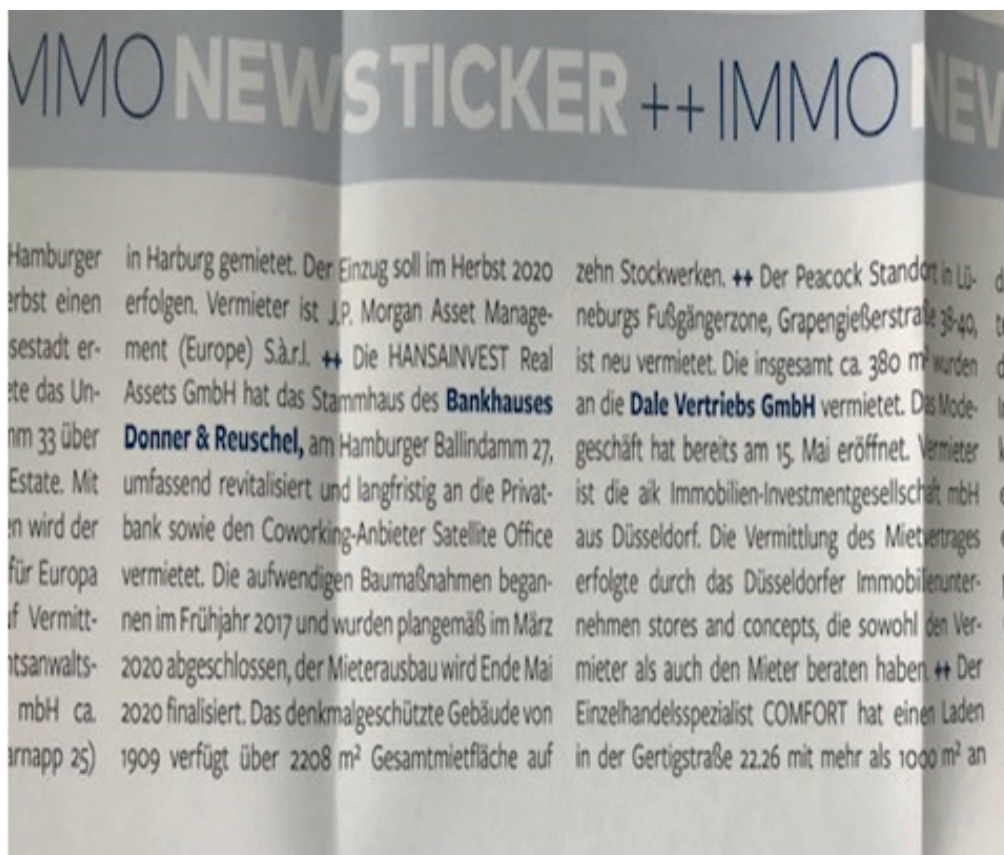 MMO NEWSTICKER ++ IMMO NEW
Hamburger
erbst einen
sestadt er-
te das Un-
mm 33 über
Estate. Mit
en wird der
für Europa
uf Vermitt-
htsanwalts-
mbH ca.
arnapp 25)
in Harburg gemietet. Der Einzug soll im Herbst 2020
erfolgen. Vermieter ist J.P. Morgan Asset Manage-
ment (Europe) S.à.r.l. ++ Die HANSAINVEST Real
Assets GmbH hat das Stammhaus des Bankhauses
Donner & Reuschel, am Hamburger Ballindamm 27,
umfassend revitalisiert und langfristig an die Privat-
bank sowie den Coworking-Anbieter Satellite Office
vermietet. Die aufwendigen Baumaßnahmen began-
nen im Frühjahr 2017 und wurden plangemäß im März
2020 abgeschlossen, der Mieterausbau wird Ende Mai
2020 finalisiert. Das denkmalgeschützte Gebäude von
1909 verfügt über 2208 m² Gesamtmietfläche auf
zehn Stockwerken. ++ Der Peacock Standort in Lü-
neburgs Fußgängerzone, Grapengießerstraße 38-40,
ist neu vermietet. Die insgesamt ca. 380 m² wurden
an die Dale Vertriebs GmbH vermietet. Das Mode-
geschäft hat bereits am 15. Mai eröffnet. Vermieter
ist die aik Immobilien-Investmentgesellschaft mbH
aus Düsseldorf. Die Vermittlung des Mietvertrages
erfolgte durch das Düsseldorfer Immobilienunter-
nehmen stores and concepts, die sowohl den Ver-
mieter als auch den Mieter beraten haben. ++ Der
Einzelhandelsspezialist COMFORT hat einen Laden
in der Gertigstraße 22.26 mit mehr als 1000 m² an